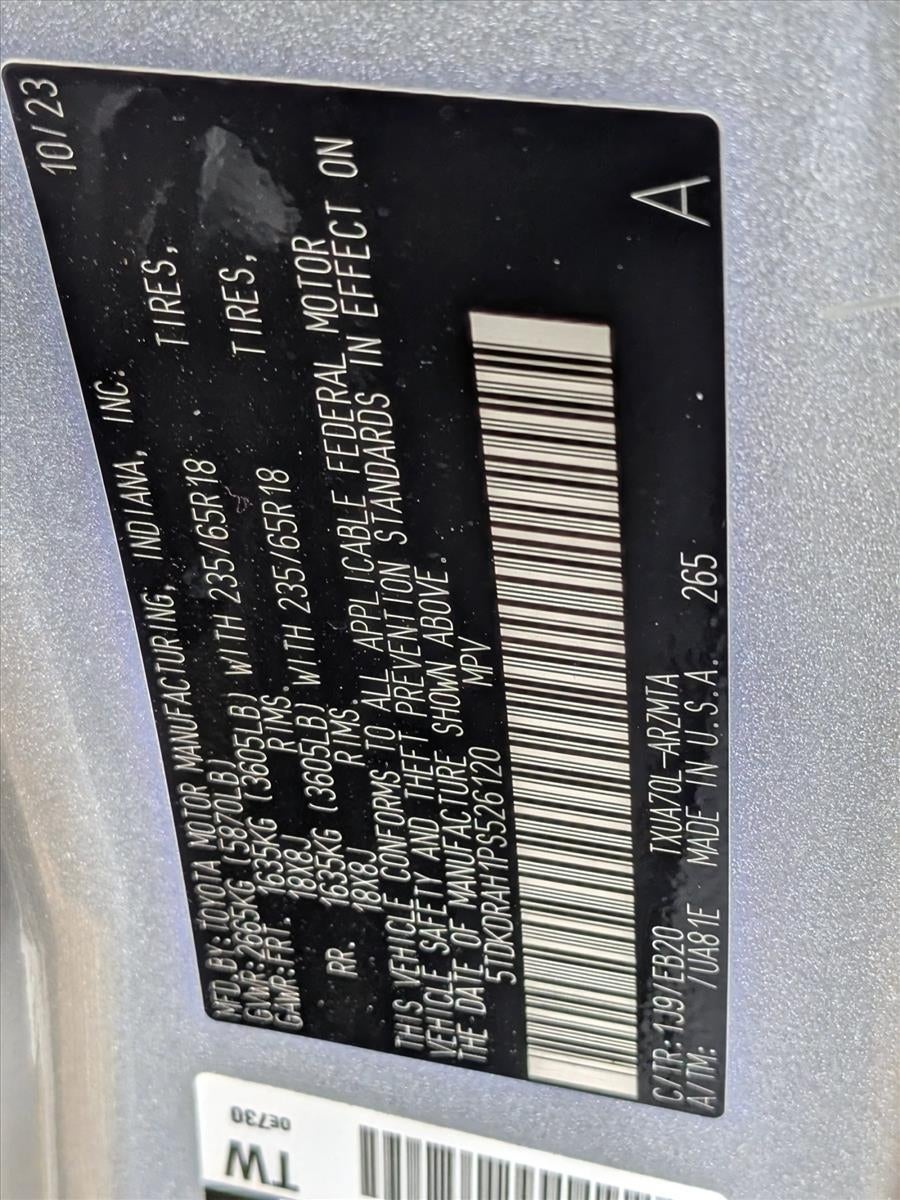 10/23
MFD.BY:TOYOTA MOTOR MANUFACTURING, INDIANA, INC.
GVWR:2665KG (5870LB)
GAWR:FRT. 1635KG (3605LB) WITH 235/65R18 TIRES,
18X8J RIMS.
RR. 1635KG (3605LB) WITH 235/65R18 TIRES,
18X8J RIMS.
THIS VEHICLE CONFORMS TO ALL APPLICABLE FEDERAL MOTOR
VEHICLE SAFETY AND THEFT PREVENTION STANDARDS IN EFFECT ON
THE DATE OF MANUFACTURE SHOWN ABOVE.
5TDKDRAH1PS526120 MPV
C/TR:1J9/EB20 TXUA70L-ARZMTA
A/TM: /UA81E MADE IN U.S.A. 265
A
TW
0E730